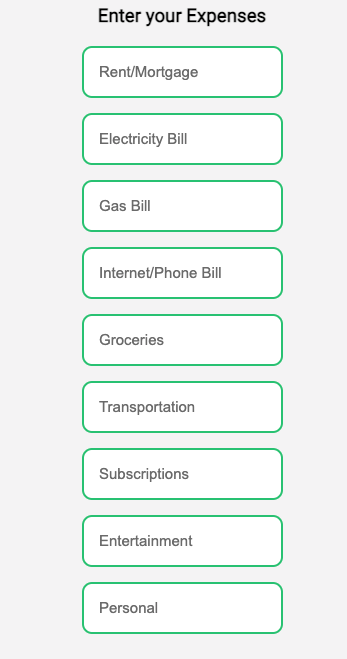 Enter your Expenses
Rent/Mortgage
Electricity Bill
Gas Bill
Internet/Phone Bill
Groceries
Transportation
Subscriptions
Entertainment
Personal